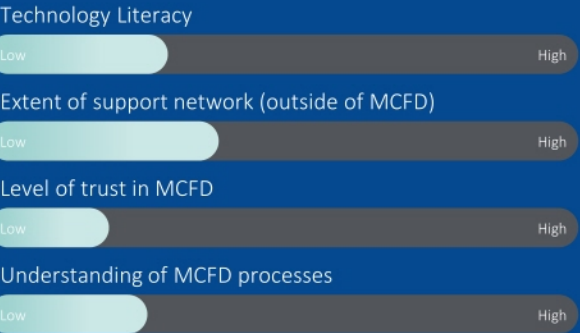 Technology Literacy
Low High
Extent of support network (outside of MCFD)
Low High
Level of trust in MCFD
Low High
Understanding of MCFD processes
Low High